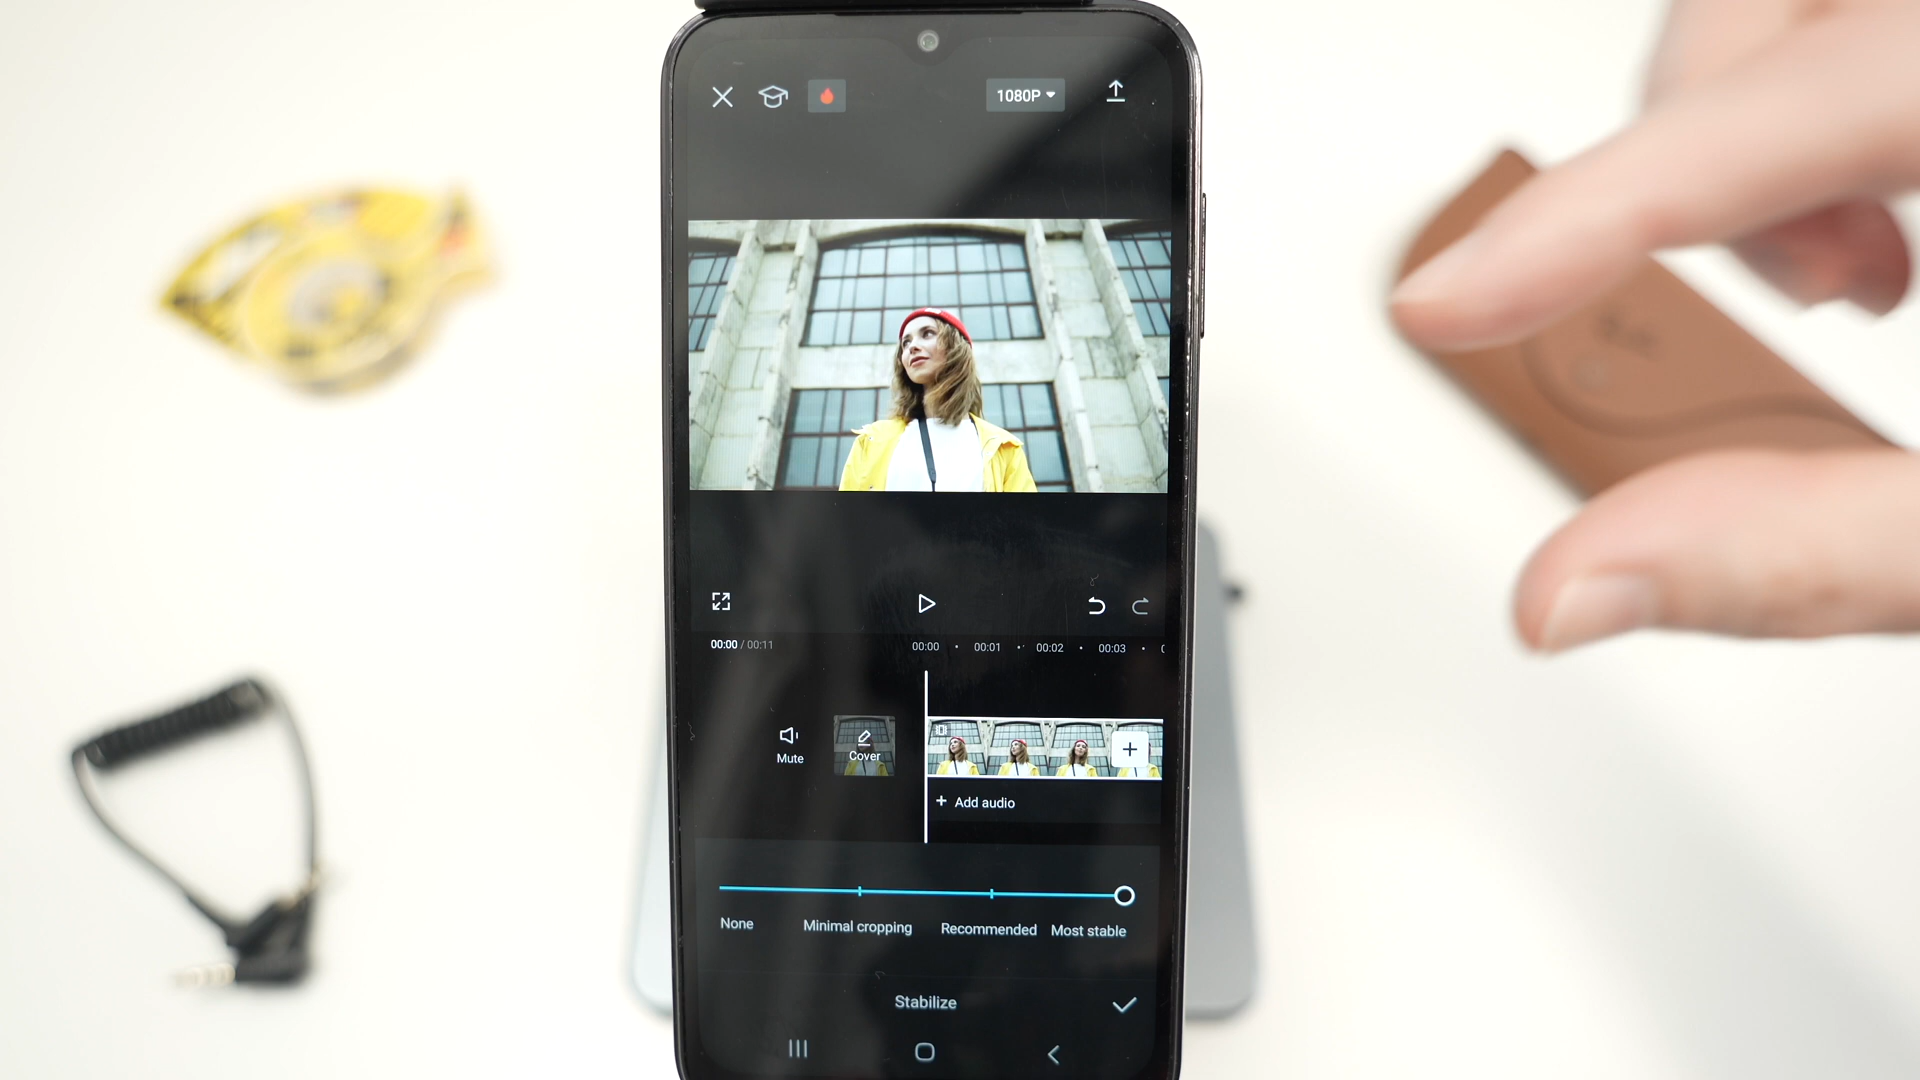 1080P
00:00 / 00:11
00:00 00:01 00:02 00:03
Mute
Cover
+ Add audio
None
Minimal cropping
Recommended
Most stable
Stabilize